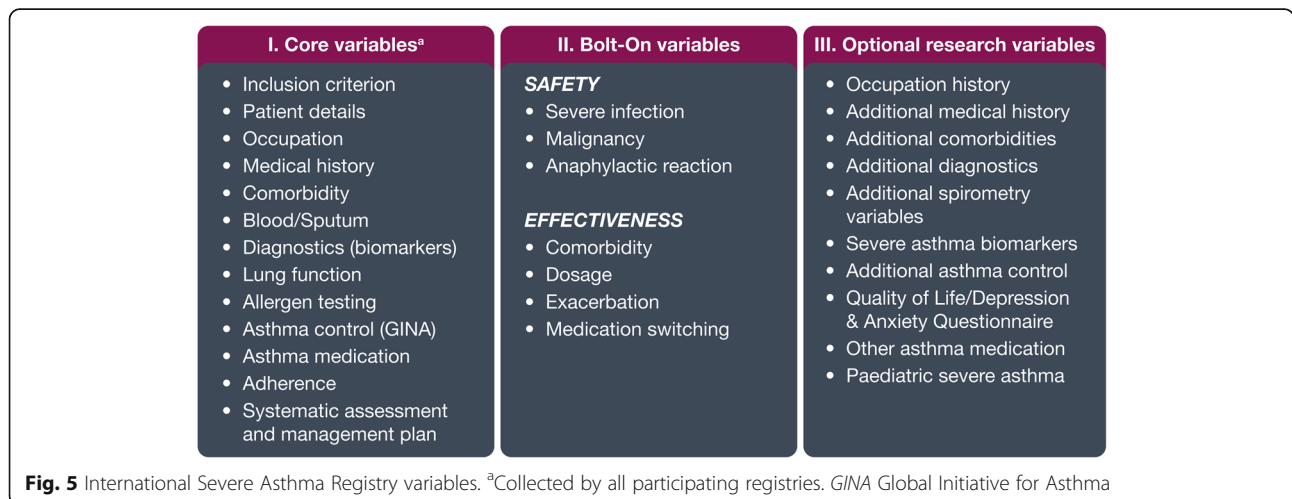 I. Core variablesᵃ
• Inclusion criterion
• Patient details
• Occupation
• Medical history
• Comorbidity
• Blood/Sputum
• Diagnostics (biomarkers)
• Lung function
• Allergen testing
• Asthma control (GINA)
• Asthma medication
• Adherence
• Systematic assessment
and management plan
II. Bolt-On variables
SAFETY
• Severe infection
• Malignancy
• Anaphylactic reaction
EFFECTIVENESS
• Comorbidity
• Dosage
• Exacerbation
• Medication switching
III. Optional research variables
• Occupation history
• Additional medical history
• Additional comorbidities
• Additional diagnostics
• Additional spirometry
variables
• Severe asthma biomarkers
• Additional asthma control
• Quality of Life/Depression
& Anxiety Questionnaire
• Other asthma medication
• Paediatric severe asthma
Fig. 5 International Severe Asthma Registry variables. ᵃCollected by all participating registries. GINA Global Initiative for Asthma